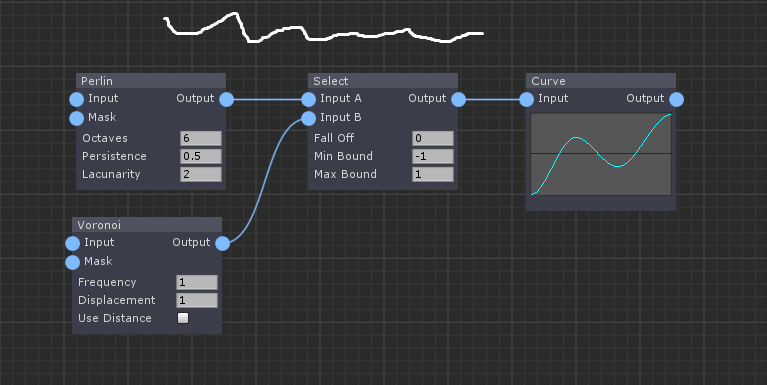 Perlin
Input Output
Mask
Octaves 6
Persistence 0.5
Lacunarity 2
Select
Input A Output
Input B
Fall Off 0
Min Bound -1
Max Bound 1
Curve
Input Output
Voronoi
Input Output
Mask
Frequency 1
Displacement 1
Use Distance